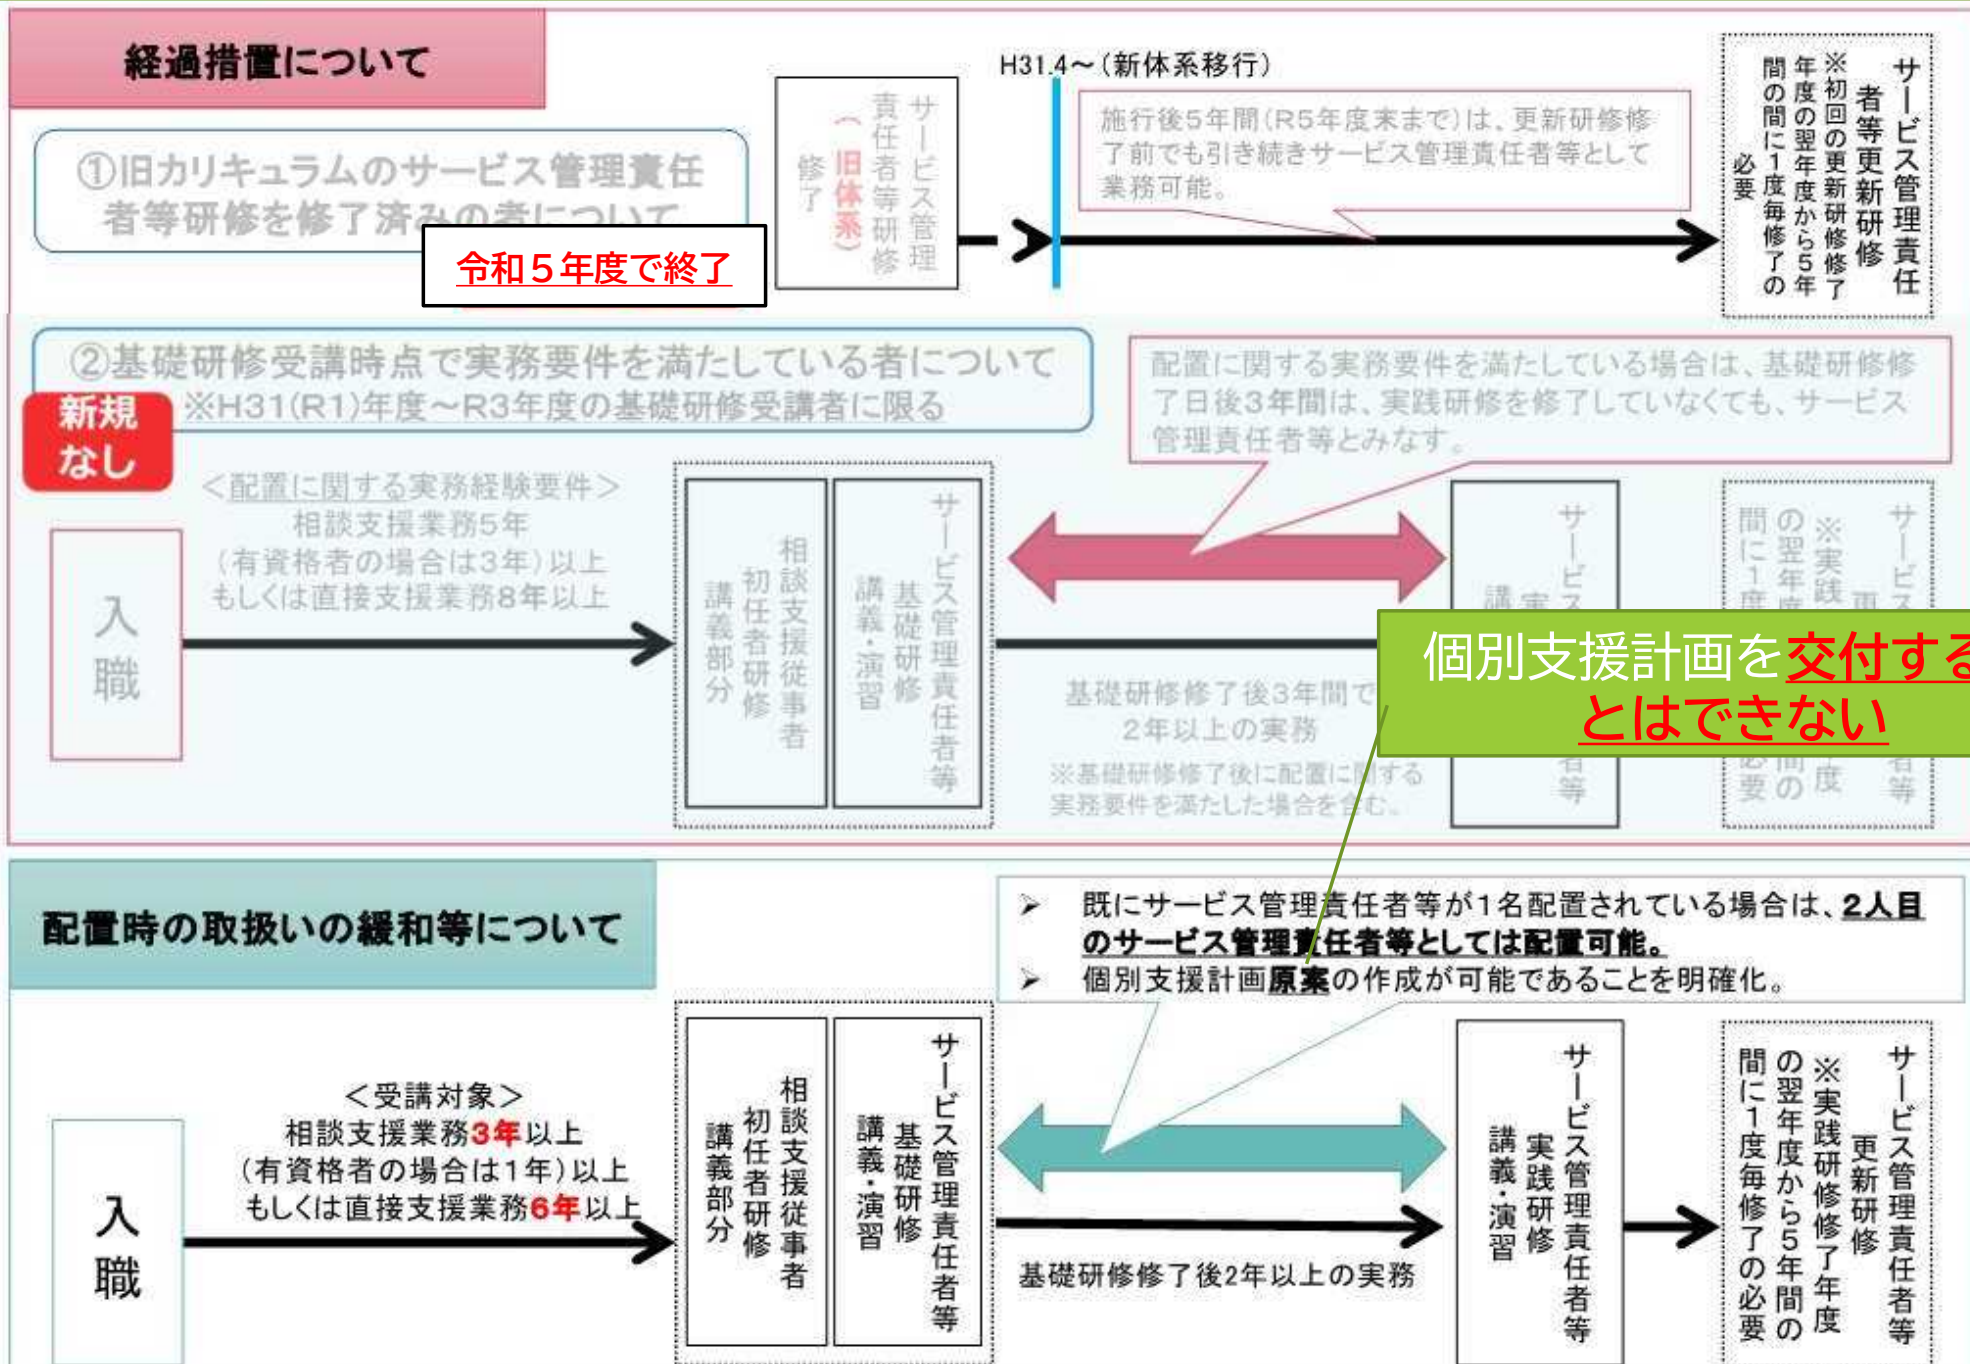 経過措置について
①旧カリキュラムのサービス管理責任
者等研修を修了済みの者について
令和５年度で終了
サービス管理
責任者等研修
（旧体系）
修了
H31.4～（新体系移行）
施行後5年間（R5年度末まで）は、更新研修修
了前でも引き続きサービス管理責任者等として
業務可能。
サービス管理責任
者等更新研修
※初回の更新研修修了
年度の翌年度から5年
間の間に1度毎修了の
必要
②基礎研修受講時点で実務要件を満たしている者について
※H31(R1)年度～R3年度の基礎研修受講者に限る
新規
なし
配置に関する実務要件を満たしている場合は、基礎研修修
了日後3年間は、実践研修を修了していなくても、サービス
管理責任者等とみなす。
＜配置に関する実務経験要件＞
相談支援業務5年
（有資格者の場合は3年）以上
もしくは直接支援業務8年以上
入職
相談支援従事者
初任者研修
講義部分
サービス管理責任者等
基礎研修
講義・演習
基礎研修修了後3年間で
2年以上の実務
※基礎研修修了後に配置に関する
実務要件を満たした場合を含む。
サービ
実
講
者等
サービス
更
※実践
の翌年度
間に1度
者等
度
間の
必要
個別支援計画を交付する
とはできない
配置時の取扱いの緩和等について
➢ 既にサービス管理責任者等が1名配置されている場合は、2人目
のサービス管理責任者等としては配置可能。
➢ 個別支援計画原案の作成が可能であることを明確化。
＜受講対象＞
相談支援業務3年以上
（有資格者の場合は1年）以上
もしくは直接支援業務6年以上
入職
相談支援従事者
初任者研修
講義部分
サービス管理責任者等
基礎研修
講義・演習
基礎研修修了後2年以上の実務
サービス管理責任者等
実践研修
講義・演習
サービス管理責任者等
更新研修
※実践研修修了年度
の翌年度から5年間の
間に1度毎修了の必要